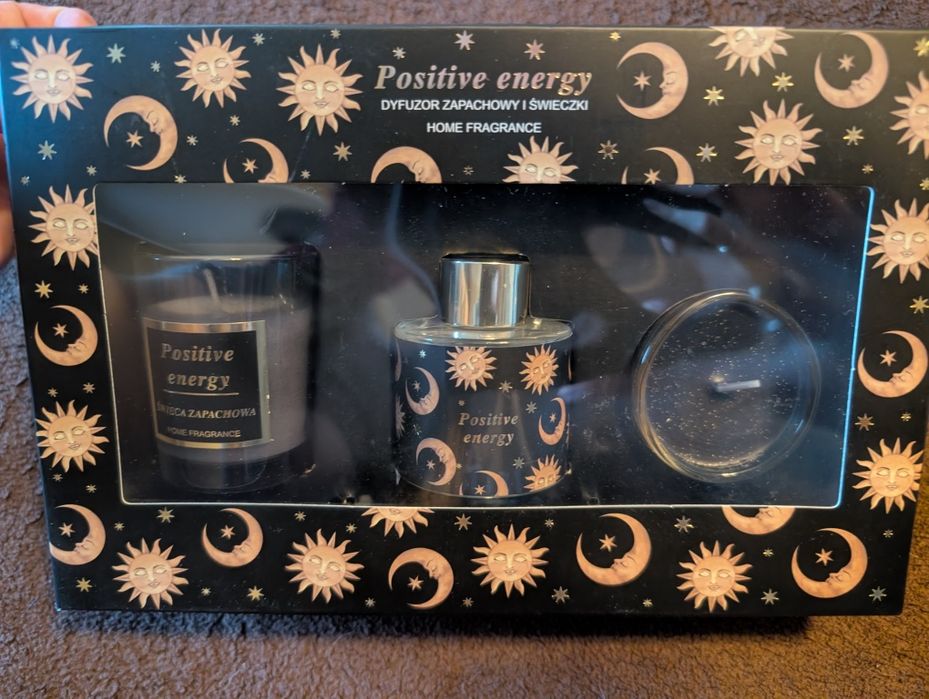 Positive energy
DYFUZOR ZAPACHOWY I ŚWIECZKI
HOME FRAGRANCE
Positive
energy
ŚWIECA ZAPACHOWA
HOME FRAGRANCE
Positive
energy